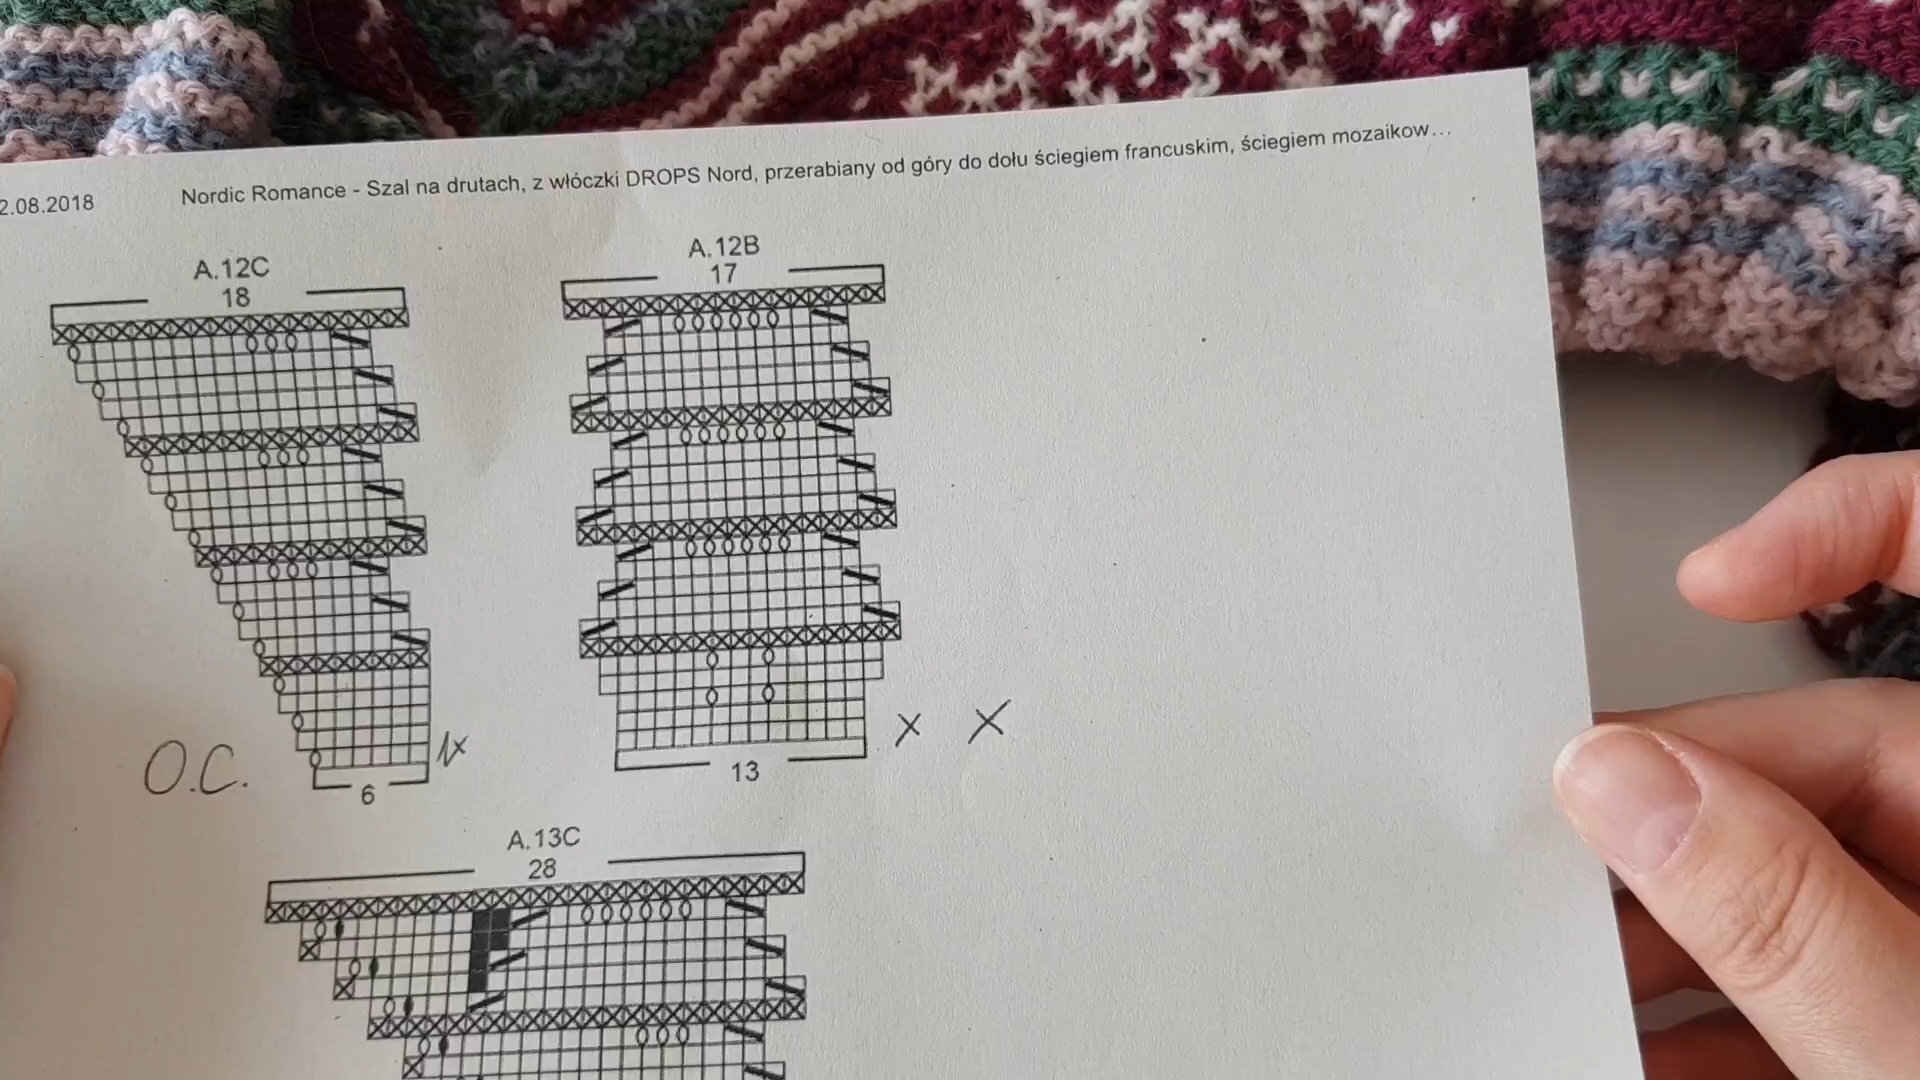 2.08.2018 Nordic Romance - Szal na drutach, z włóczki DROPS Nord, przerabiany od góry do dołu ściegiem francuskim, ściegiem mozaikow...
A.12C
18
A.12B
17
O.C.
6
1x
13
x x
A.13C
28